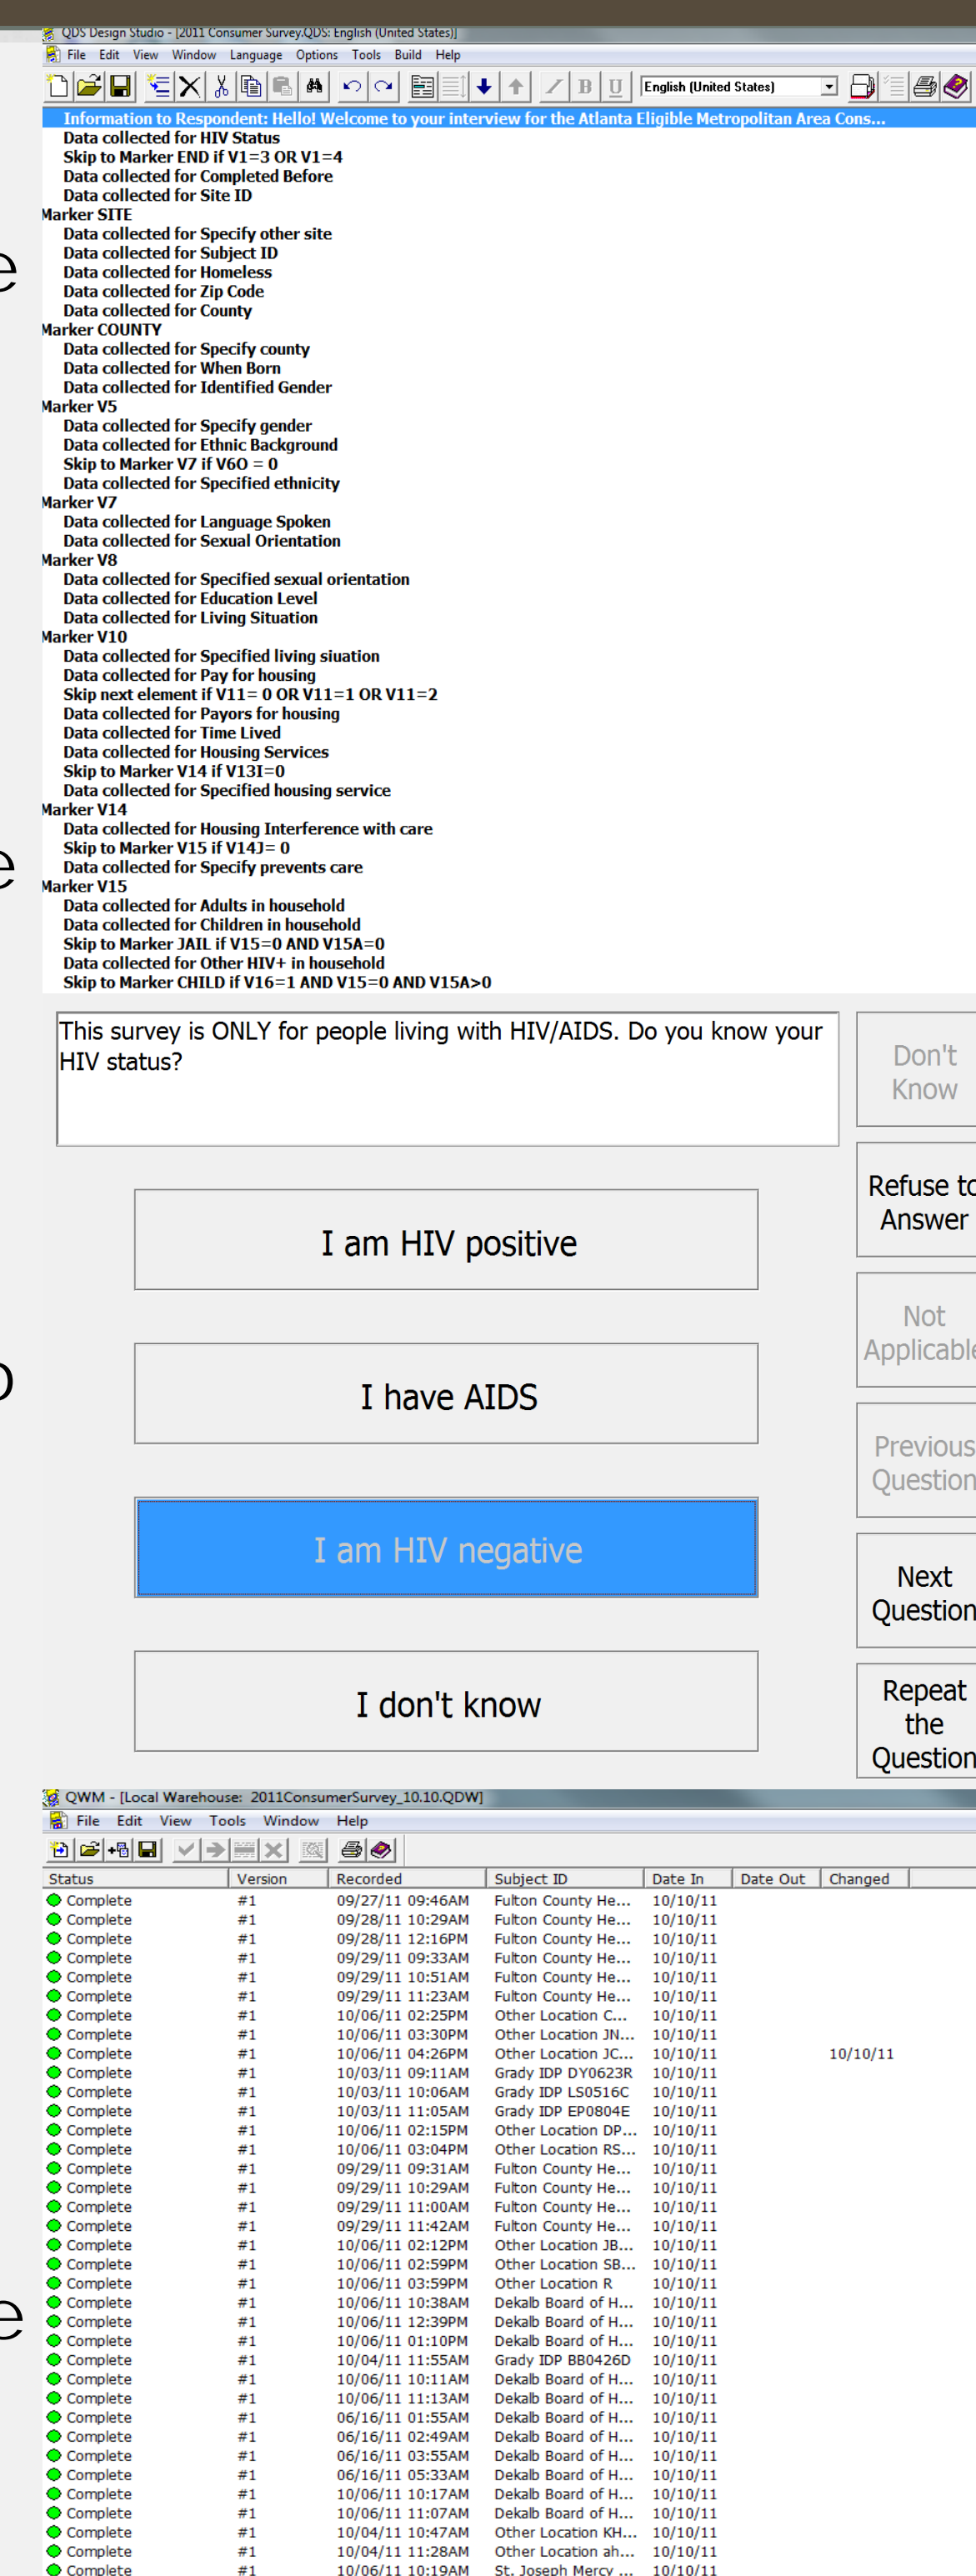 QDS Design Studio - [2011 Consumer Survey.QDS: English (United States)]
File Edit View Window Language Options Tools Build Help
B U English (United States)
Information to Respondent: Hello! Welcome to your interview for the Atlanta Eligible Metropolitan Area Cons...
Data collected for HIV Status
Skip to Marker END if V1=3 OR V1=4
Data collected for Completed Before
Data collected for Site ID
Marker SITE
Data collected for Specify other site
Data collected for Subject ID
Data collected for Homeless
Data collected for Zip Code
Data collected for County
Marker COUNTY
Data collected for Specify county
Data collected for When Born
Data collected for Identified Gender
Marker V5
Data collected for Specify gender
Data collected for Ethnic Background
Skip to Marker V7 if V6O = 0
Data collected for Specified ethnicity
Marker V7
Data collected for Language Spoken
Data collected for Sexual Orientation
Marker V8
Data collected for Specified sexual orientation
Data collected for Education Level
Data collected for Living Situation
Marker V10
Data collected for Specified living siuation
Data collected for Pay for housing
Skip next element if V11= 0 OR V11=1 OR V11=2
Data collected for Payors for housing
Data collected for Time Lived
Data collected for Housing Services
Skip to Marker V14 if V13I=0
Data collected for Specified housing service
Marker V14
Data collected for Housing Interference with care
Skip to Marker V15 if V14J= 0
Data collected for Specify prevents care
Marker V15
Data collected for Adults in household
Data collected for Children in household
Skip to Marker JAIL if V15=0 AND V15A=0
Data collected for Other HIV+ in household
Skip to Marker CHILD if V16=1 AND V15=0 AND V15A>0
This survey is ONLY for people living with HIV/AIDS. Do you know your
HIV status?
I am HIV positive
I have AIDS
I am HIV negative
I don't know
Don't
Know
Refuse to
Answer
Not
Applicable
Previous
Question
Next
Question
Repeat
the
Question
QWM - [Local Warehouse: 2011ConsumerSurvey_10.10.QDW]
File Edit View Tools Window Help
Status Version Recorded Subject ID Date In Date Out Changed
Complete #1 09/27/11 09:46AM Fulton County He... 10/10/11
Complete #1 09/28/11 10:29AM Fulton County He... 10/10/11
Complete #1 09/28/11 12:16PM Fulton County He... 10/10/11
Complete #1 09/29/11 09:33AM Fulton County He... 10/10/11
Complete #1 09/29/11 10:51AM Fulton County He... 10/10/11
Complete #1 09/29/11 11:23AM Fulton County He... 10/10/11
Complete #1 10/06/11 02:25PM Other Location C... 10/10/11
Complete #1 10/06/11 03:30PM Other Location JN... 10/10/11
Complete #1 10/06/11 04:26PM Other Location JC... 10/10/11 10/10/11
Complete #1 10/03/11 09:11AM Grady IDP DY0623R 10/10/11
Complete #1 10/03/11 10:06AM Grady IDP LS0516C 10/10/11
Complete #1 10/03/11 11:05AM Grady IDP EP0804E 10/10/11
Complete #1 10/06/11 02:15PM Other Location DP... 10/10/11
Complete #1 10/06/11 03:04PM Other Location RS... 10/10/11
Complete #1 09/29/11 09:31AM Fulton County He... 10/10/11
Complete #1 09/29/11 10:29AM Fulton County He... 10/10/11
Complete #1 09/29/11 11:00AM Fulton County He... 10/10/11
Complete #1 09/29/11 11:42AM Fulton County He... 10/10/11
Complete #1 10/06/11 02:12PM Other Location JB... 10/10/11
Complete #1 10/06/11 02:59PM Other Location SB... 10/10/11
Complete #1 10/06/11 03:59PM Other Location R 10/10/11
Complete #1 10/06/11 10:38AM Dekalb Board of H... 10/10/11
Complete #1 10/06/11 12:39PM Dekalb Board of H... 10/10/11
Complete #1 10/06/11 01:10PM Dekalb Board of H... 10/10/11
Complete #1 10/04/11 11:55AM Grady IDP BB0426D 10/10/11
Complete #1 10/06/11 10:11AM Dekalb Board of H... 10/10/11
Complete #1 10/06/11 11:13AM Dekalb Board of H... 10/10/11
Complete #1 06/16/11 01:55AM Dekalb Board of H... 10/10/11
Complete #1 06/16/11 02:49AM Dekalb Board of H... 10/10/11
Complete #1 06/16/11 03:55AM Dekalb Board of H... 10/10/11
Complete #1 06/16/11 05:33AM Dekalb Board of H... 10/10/11
Complete #1 10/06/11 10:17AM Dekalb Board of H... 10/10/11
Complete #1 10/06/11 11:07AM Dekalb Board of H... 10/10/11
Complete #1 10/04/11 10:47AM Other Location KH... 10/10/11
Complete #1 10/04/11 11:28AM Other Location ah... 10/10/11
Complete #1 10/06/11 10:19AM St. Joseph Mercy ... 10/10/11